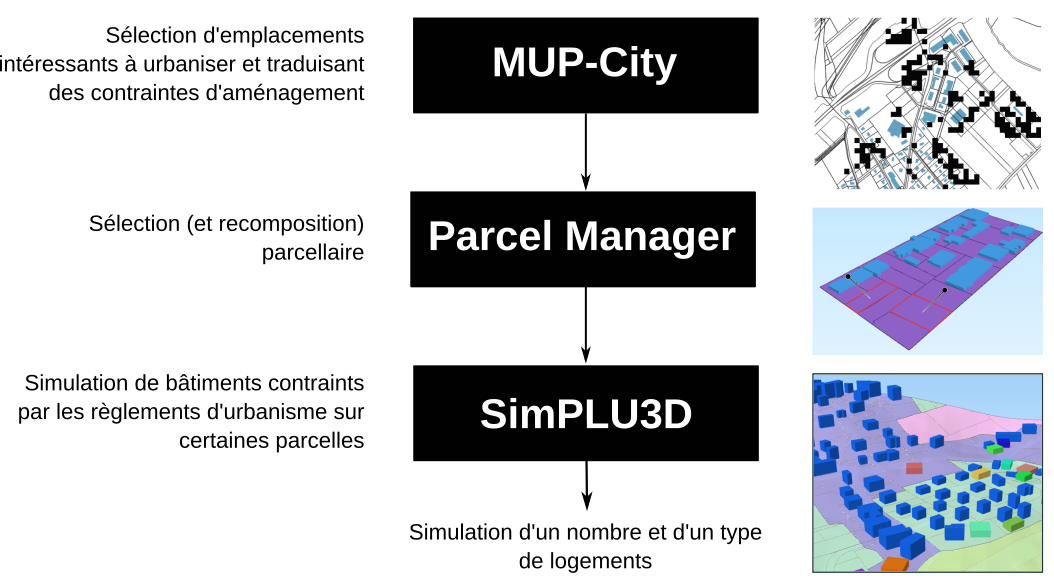 Sélection d'emplacements
intéressants à urbaniser et traduisant
des contraintes d'aménagement
MUP-City
Sélection (et recomposition)
parcellaire
Parcel Manager
Simulation de bâtiments contraints
par les règlements d'urbanisme sur
certaines parcelles
SimPLU3D
Simulation d'un nombre et d'un type
de logements